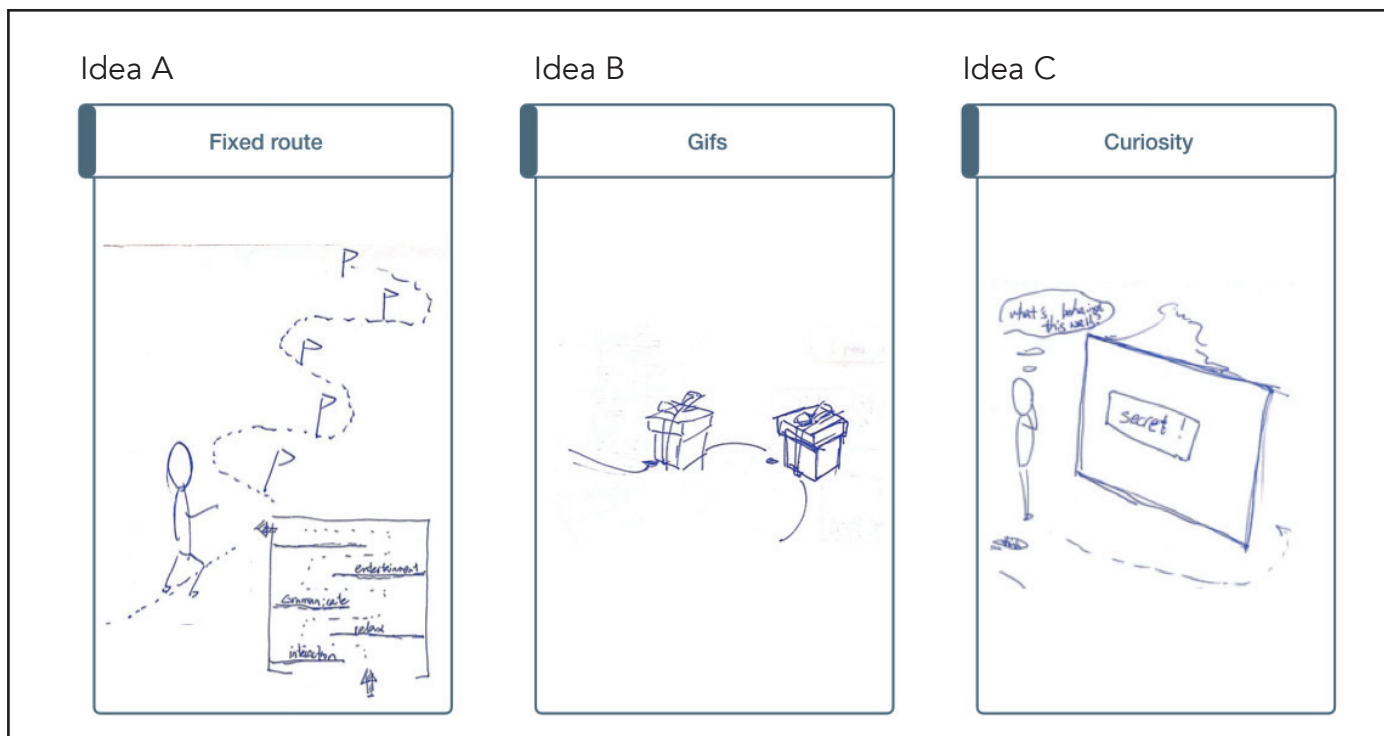 Idea A
Idea B
Idea C
Fixed route
Gifs
Curiosity
what's behind
this wall?
secret !
entertainment
communicate
relax
interaction